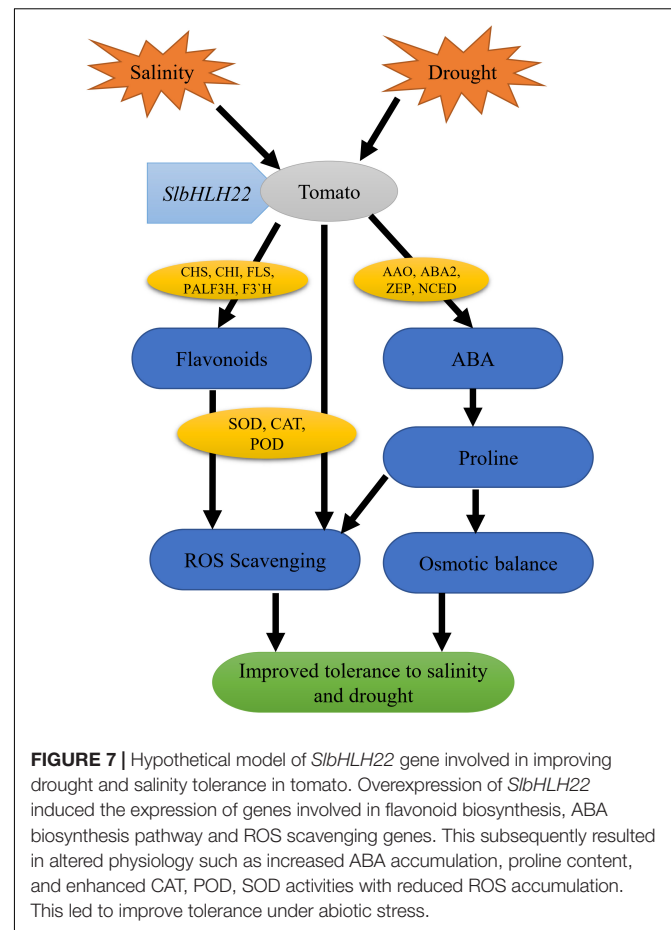 Salinity
Drought
SlbHLH22
Tomato
CHS, CHI, FLS,
PALF3H, F3`H
AAO, ABA2,
ZEP, NCED
Flavonoids
ABA
SOD, CAT,
POD
Proline
ROS Scavenging
Osmotic balance
Improved tolerance to salinity
and drought
FIGURE 7 | Hypothetical model of SlbHLH22 gene involved in improving
drought and salinity tolerance in tomato. Overexpression of SlbHLH22
induced the expression of genes involved in flavonoid biosynthesis, ABA
biosynthesis pathway and ROS scavenging genes. This subsequently resulted
in altered physiology such as increased ABA accumulation, proline content,
and enhanced CAT, POD, SOD activities with reduced ROS accumulation.
This led to improve tolerance under abiotic stress.